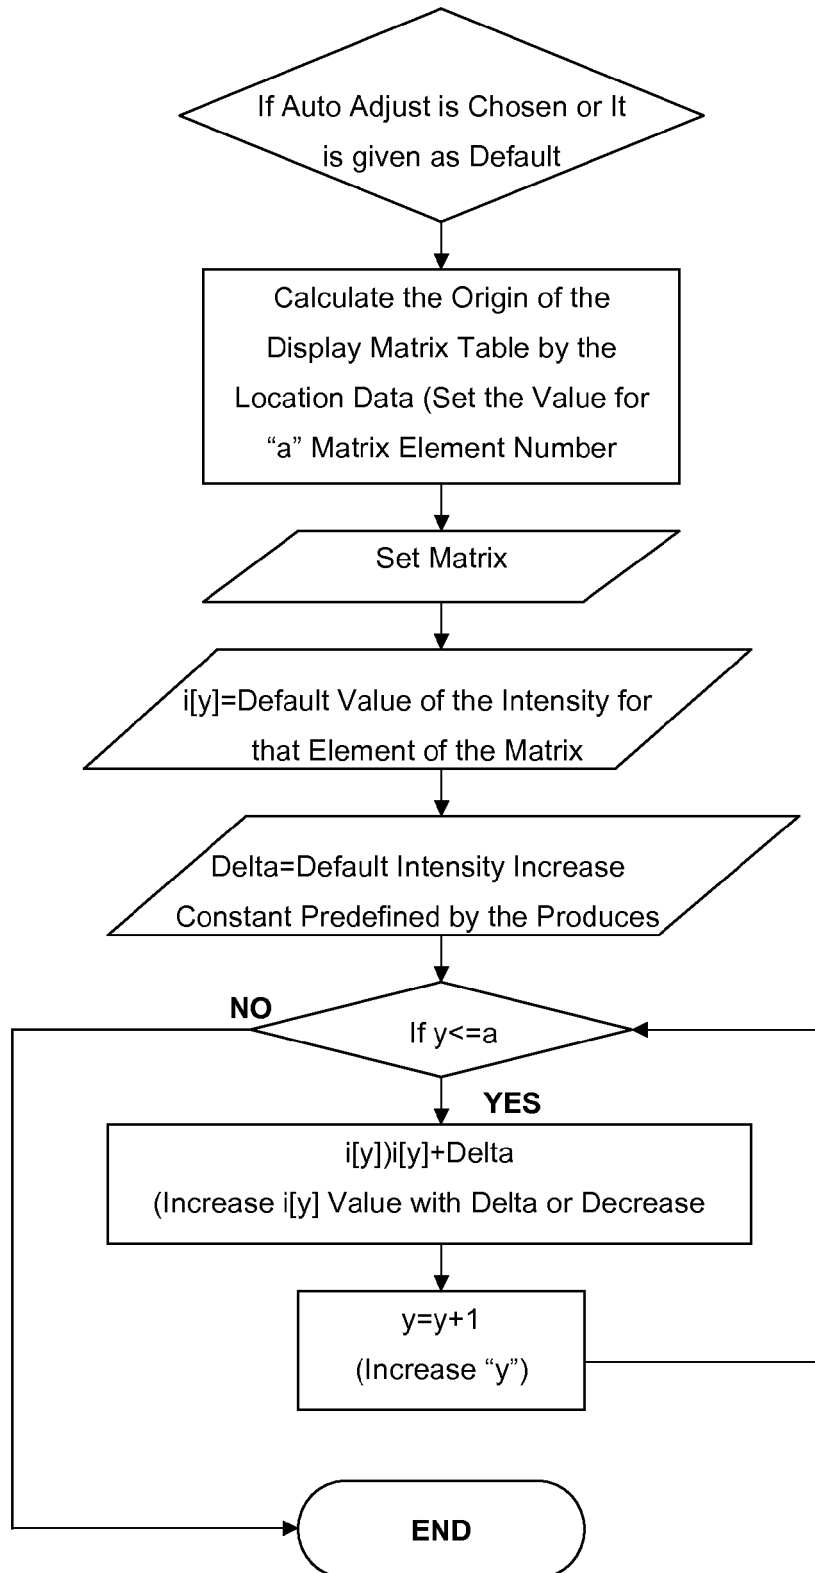 If Auto Adjust is Chosen or It
is given as Default
Calculate the Origin of the
Display Matrix Table by the
Location Data (Set the Value for
“a” Matrix Element Number
Set Matrix
i[y]=Default Value of the Intensity for
that Element of the Matrix
Delta=Default Intensity Increase
Constant Predefined by the Produces
NO
If y<=a
YES
i[y])i[y]+Delta
(Increase i[y] Value with Delta or Decrease
y=y+1
(Increase “y”)
END